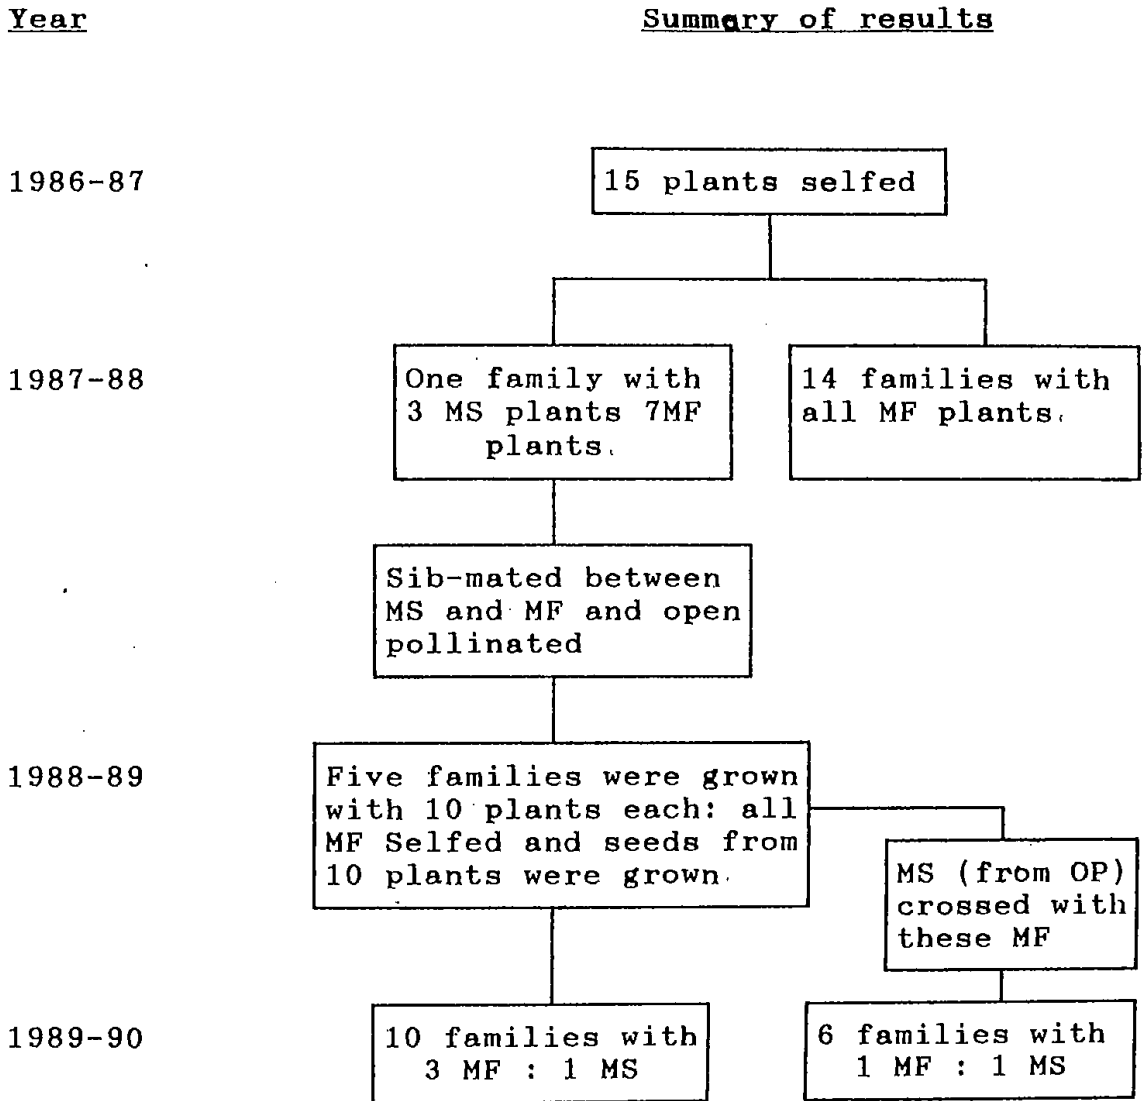 Year
Summary of results
1986-87
15 plants selfed
1987-88
One family with
3 MS plants 7MF
plants.
14 families with
all MF plants.
Sib-mated between
MS and MF and open
pollinated
1988-89
Five families were grown
with 10 plants each: all
MF Selfed and seeds from
10 plants were grown.
MS (from OP)
crossed with
these MF
1989-90
10 families with
3 MF : 1 MS
6 families with
1 MF : 1 MS